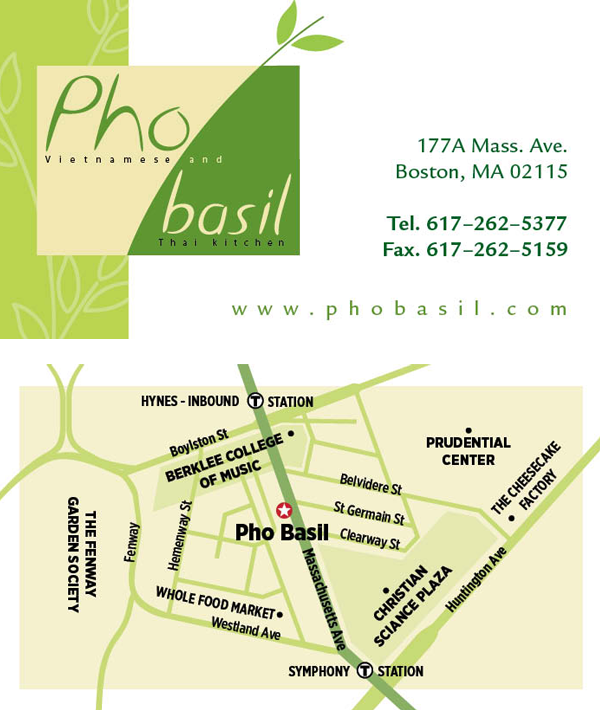 Pho
Vietnamese and
basil
Thai kitchen
177A Mass. Ave.
Boston, MA 02115
Tel. 617-262-5377
Fax. 617-262-5159
www.phobasil.com
HYNES - INBOUND T STATION
Boylston St
BERKLEE COLLEGE
OF MUSIC
PRUDENTIAL
CENTER
THE CHEESECAKE
FACTORY
Belvidere St
St Germain St
Clearway St
Pho Basil
THE FENWAY
GARDEN SOCIETY
Fenway
Hemenway St
Massachusetts Ave
WHOLE FOOD MARKET
Westland Ave
CHRISTIAN
SCIANCE PLAZA
Huntington Ave
SYMPHONY T STATION